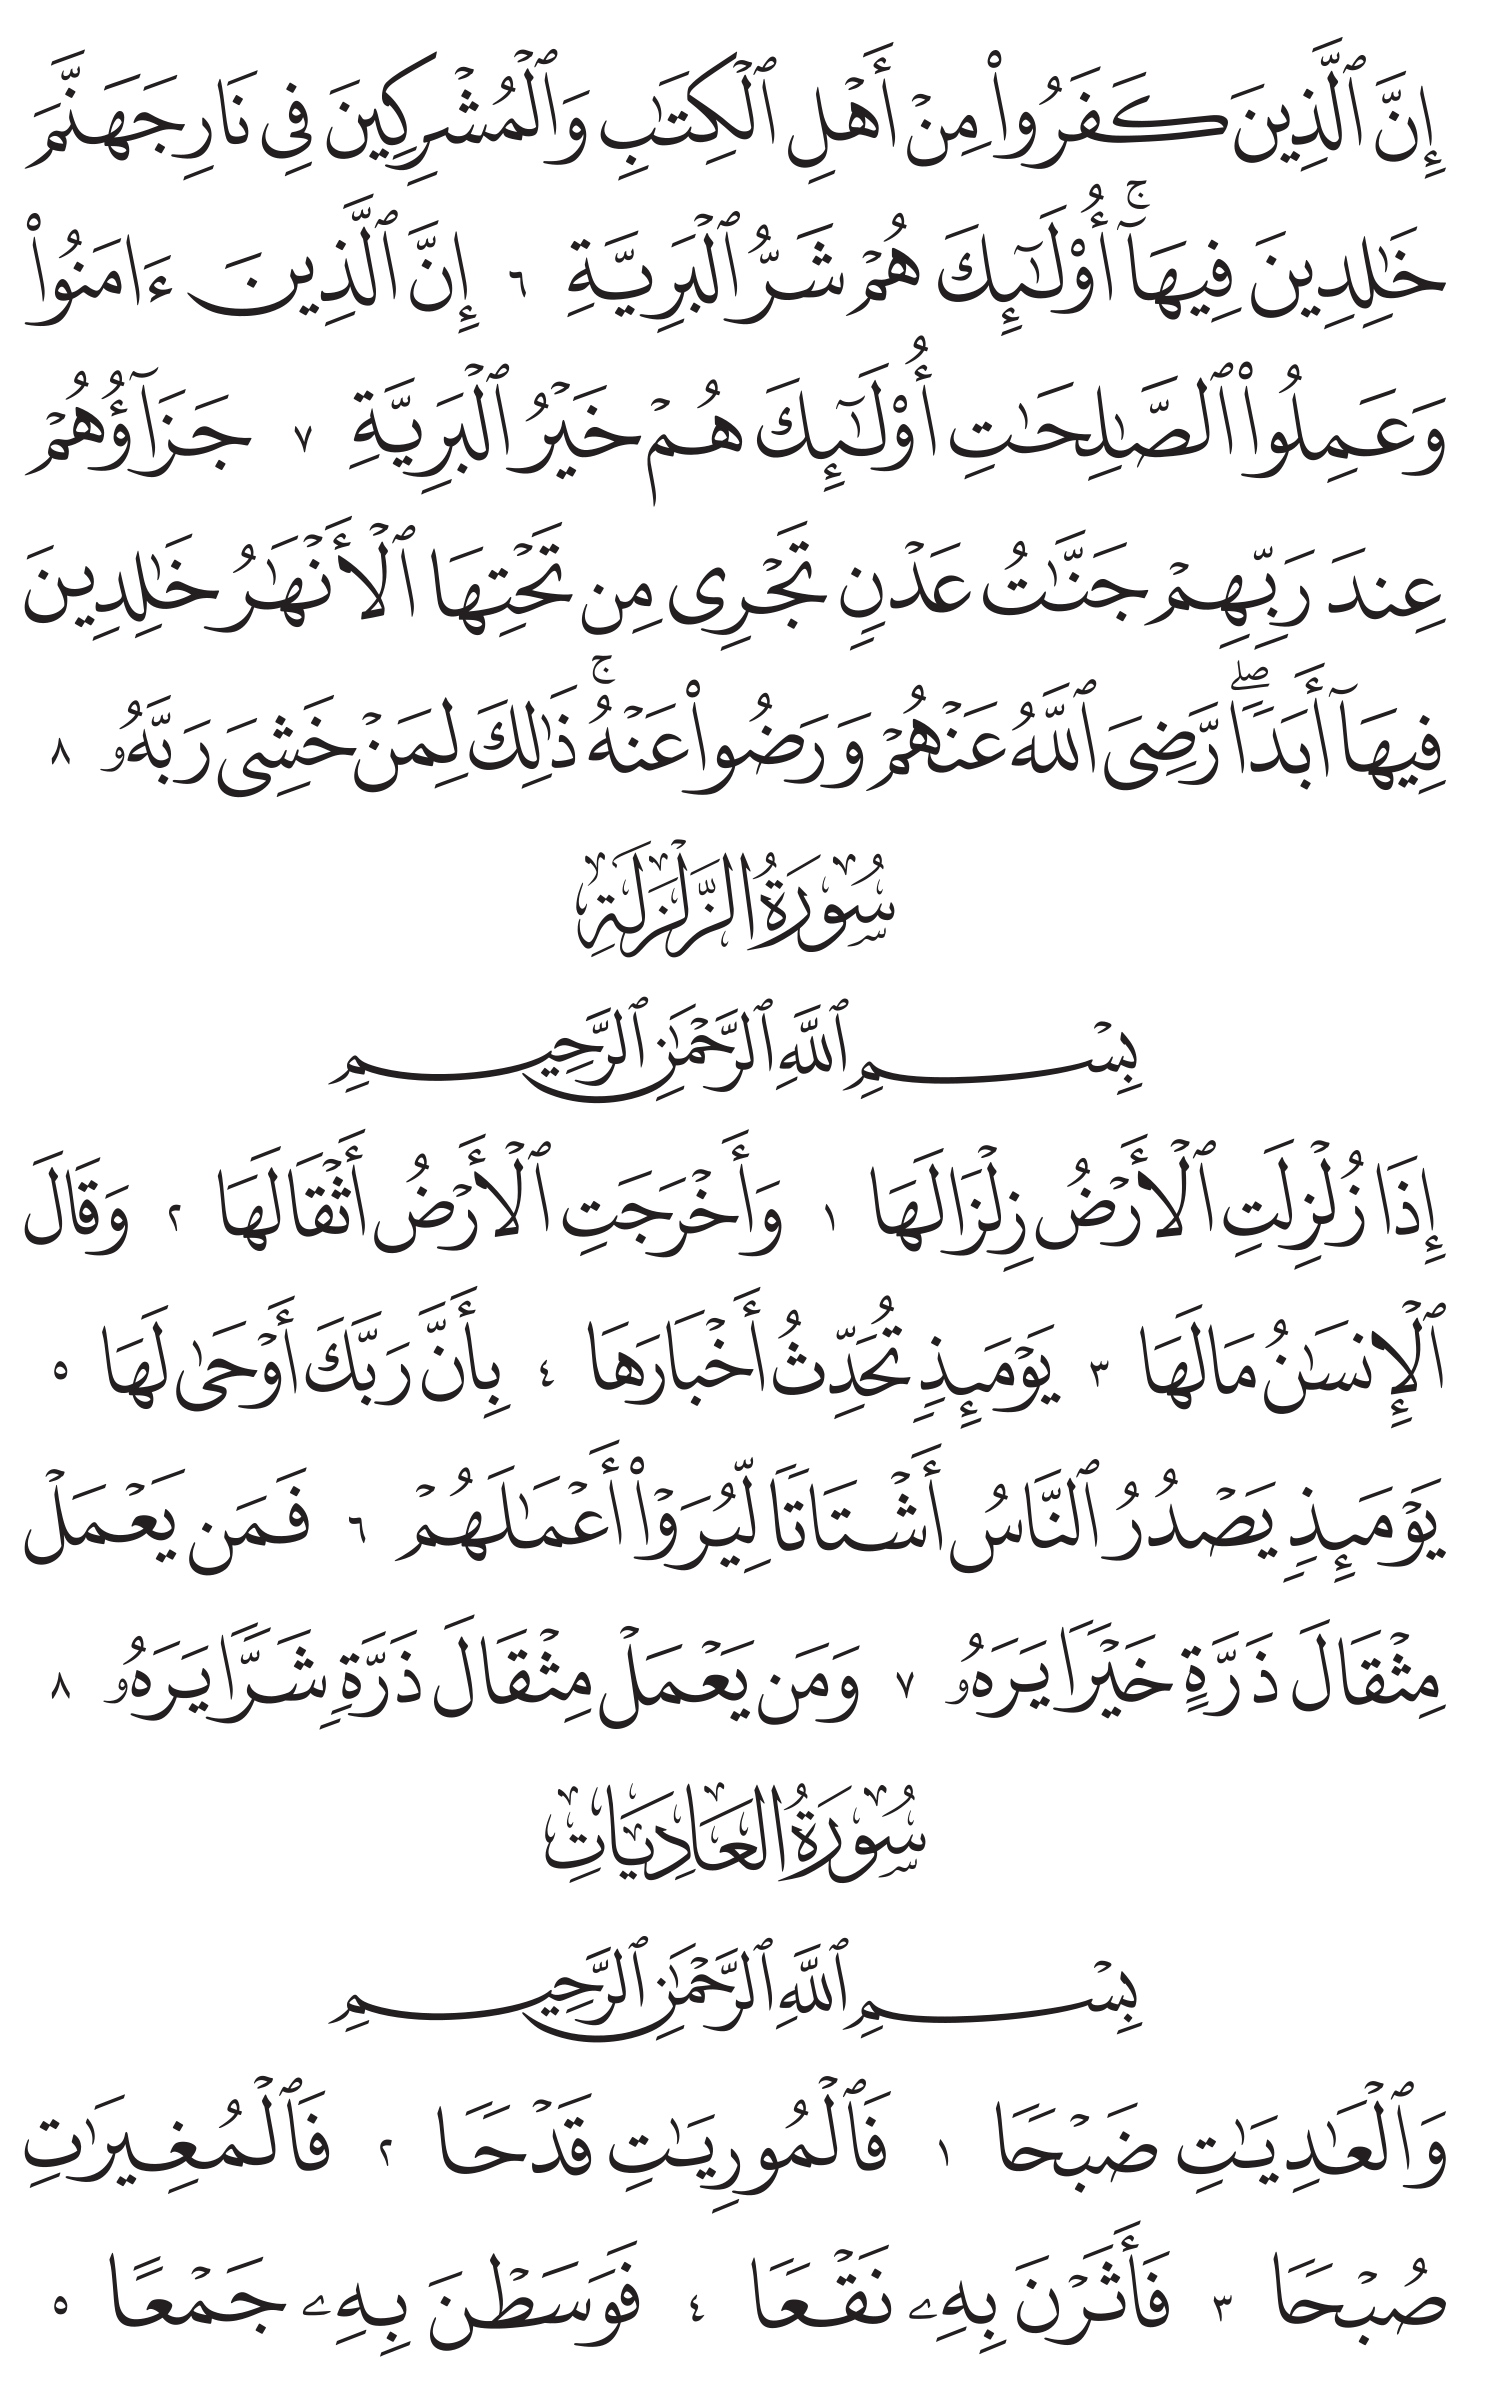 إِنَّ ٱلَّذِينَ كَفَرُوا۟ مِنْ أَهْلِ ٱلْكِتَٰبِ وَٱلْمُشْرِكِينَ فِى نَارِ جَهَنَّمَ
خَٰلِدِينَ فِيهَآ ۚ أُو۟لَٰٓئِكَ هُمْ شَرُّ ٱلْبَرِيَّةِ ٦ إِنَّ ٱلَّذِينَ ءَامَنُوا۟
وَعَمِلُوا۟ ٱلصَّٰلِحَٰتِ أُو۟لَٰٓئِكَ هُمْ خَيْرُ ٱلْبَرِيَّةِ ٧ جَزَآؤُهُمْ
عِندَ رَبِّهِمْ جَنَّٰتُ عَدْنٍ تَجْرِى مِن تَحْتِهَا ٱلْأَنْهَٰرُ خَٰلِدِينَ
فِيهَآ أَبَدًا ۖ رَّضِىَ ٱللَّهُ عَنْهُمْ وَرَضُوا۟ عَنْهُ ۚ ذَٰلِكَ لِمَنْ خَشِىَ رَبَّهُۥ ٨
سُورَةُ الزَّلْزَلَةِ
بِسْمِ ٱللَّهِ ٱلرَّحْمَٰنِ ٱلرَّحِيمِ
إِذَا زُلْزِلَتِ ٱلْأَرْضُ زِلْزَالَهَا ١ وَأَخْرَجَتِ ٱلْأَرْضُ أَثْقَالَهَا ٢ وَقَالَ
ٱلْإِنسَٰنُ مَا لَهَا ٣ يَوْمَئِذٍ تُحَدِّثُ أَخْبَارَهَا ٤ بِأَنَّ رَبَّكَ أَوْحَىٰ لَهَا ٥
يَوْمَئِذٍ يَصْدُرُ ٱلنَّاسُ أَشْتَاتًا لِّيُرَوْا۟ أَعْمَٰلَهُمْ ٦ فَمَن يَعْمَلْ
مِثْقَالَ ذَرَّةٍ خَيْرًا يَرَهُۥ ٧ وَمَن يَعْمَلْ مِثْقَالَ ذَرَّةٍ شَرًّا يَرَهُۥ ٨
سُورَةُ العَادِيَاتِ
بِسْمِ ٱللَّهِ ٱلرَّحْمَٰنِ ٱلرَّحِيمِ
وَٱلْعَٰدِيَٰتِ ضَبْحًا ١ فَٱلْمُورِيَٰتِ قَدْحًا ٢ فَٱلْمُغِيرَٰتِ
صُبْحًا ٣ فَأَثَرْنَ بِهِۦ نَقْعًا ٤ فَوَسَطْنَ بِهِۦ جَمْعًا ٥